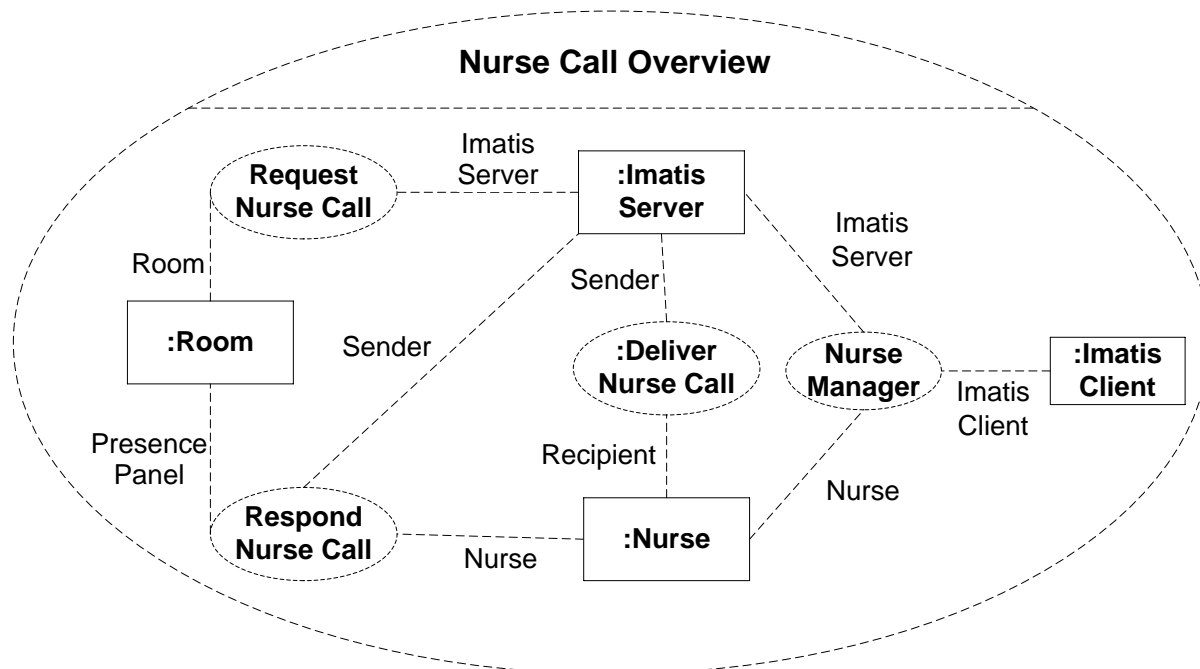 Nurse Call Overview
Request
Nurse Call
Imatis
Server
:Imatis
Server
Imatis
Server
Room
Sender
:Room
Sender
:Deliver
Nurse Call
Nurse
Manager
Imatis
Client
:Imatis
Client
Presence
Panel
Recipient
Nurse
Respond
Nurse Call
Nurse
:Nurse